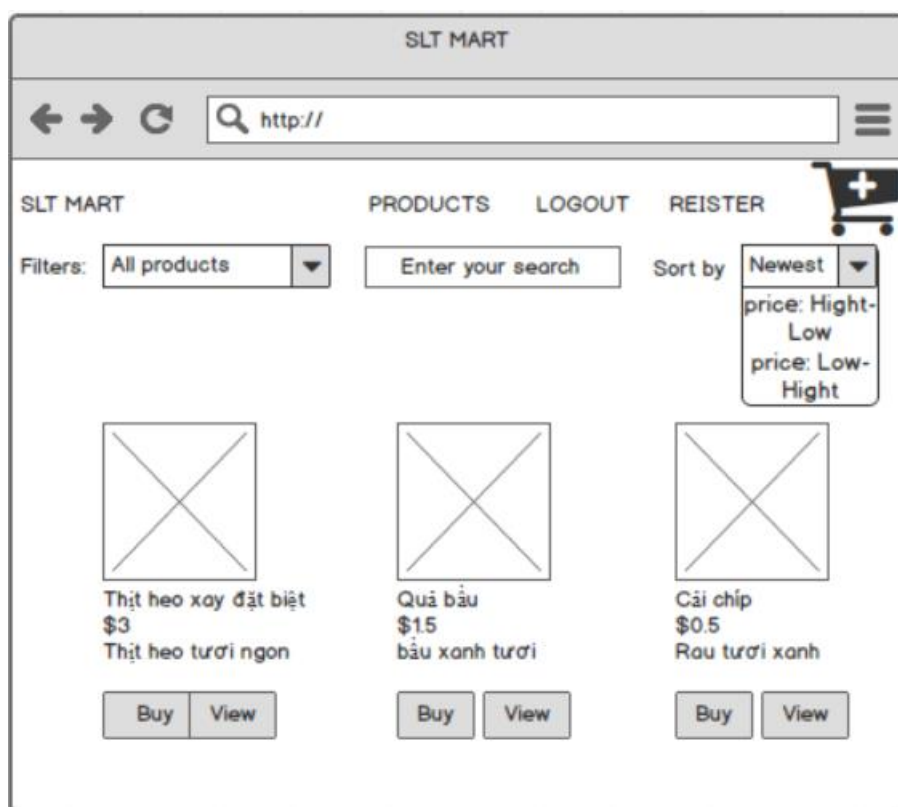 SLT MART
http://
SLT MART PRODUCTS LOGOUT REISTER
Filters: All products Enter your search Sort by Newest
price: Hight-
Low
price: Low-
Hight
Thịt heo xay đặt biệt
$3
Thịt heo tươi ngon
Buy View
Quả bầu
$1.5
bầu xanh tươi
Buy View
Cải chíp
$0.5
Rau tươi xanh
Buy View